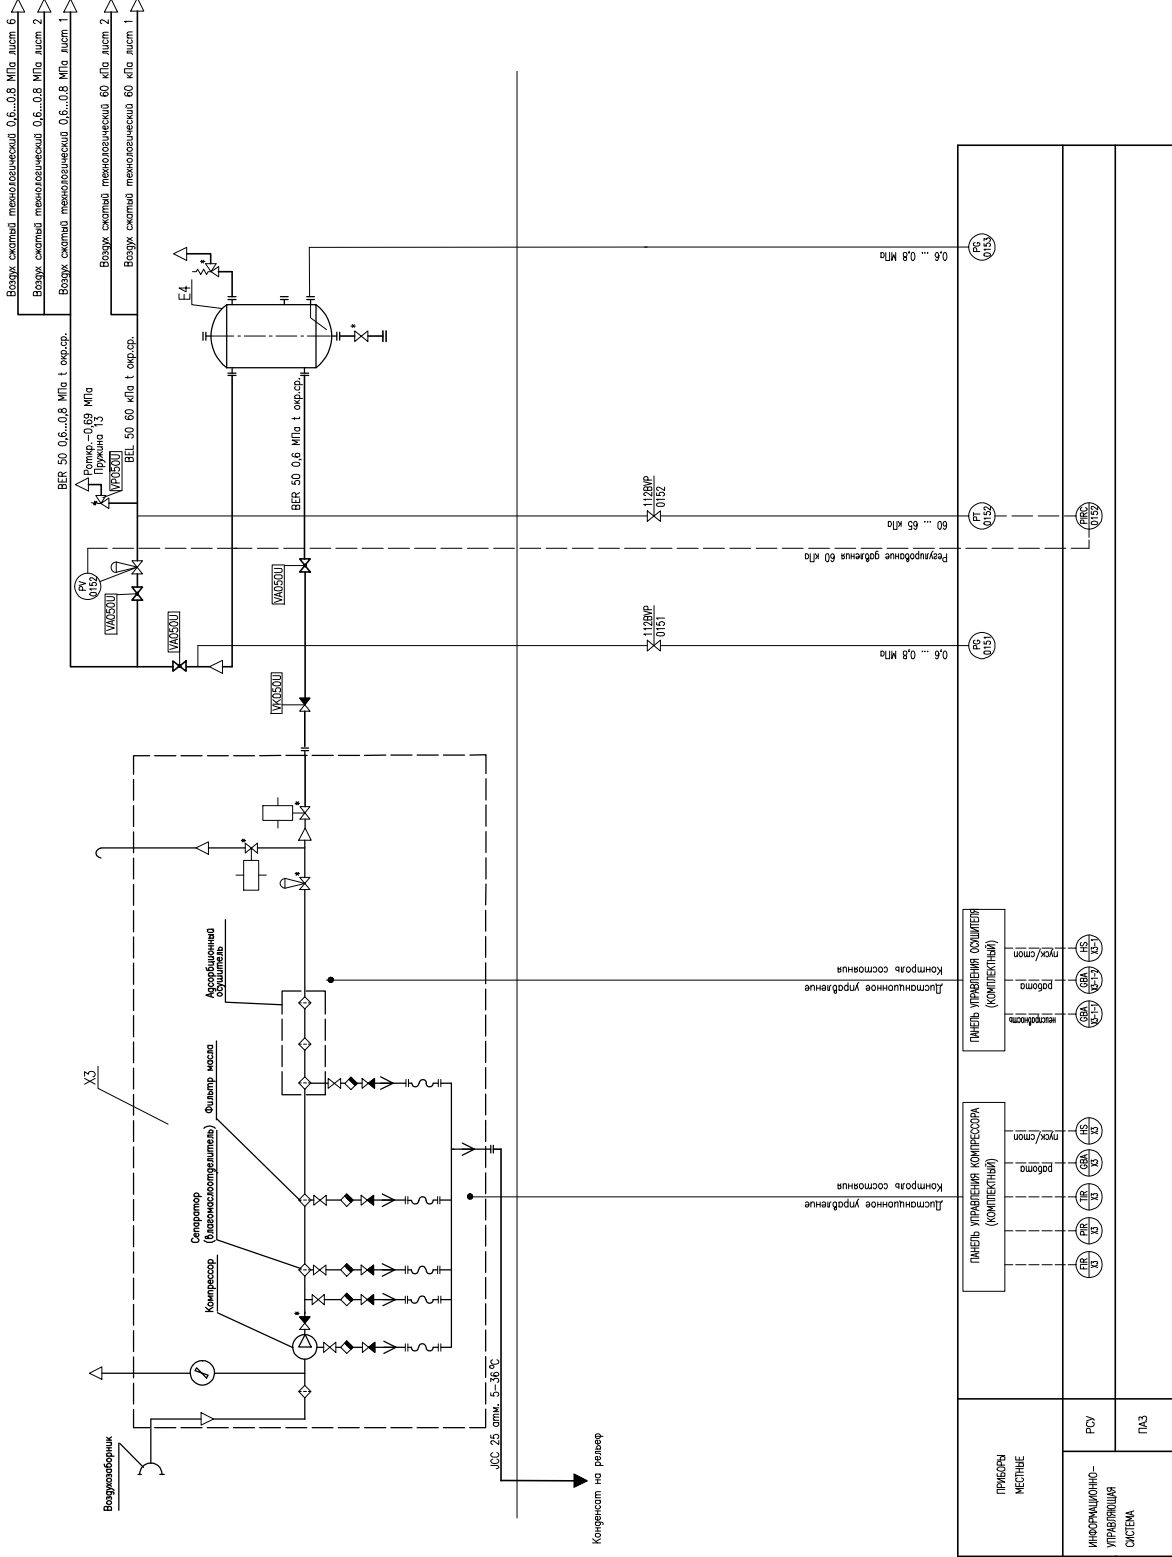 Воздух сжатый технологический 0,6...0.8 МПа лист 6
Воздух сжатый технологический 0,6...0.8 МПа лист 2
Воздух сжатый технологический 0,6...0.8 МПа лист 1
Воздух сжатый технологический 60 кПа лист 2
Воздух сжатый технологический 60 кПа лист 1
BER 50 0,6...0,8 МПа t окр.ср.
Pоткр.-0,69 МПа
Пружина 13
VP050U
BEL 50 60 кПа t окр.ср.
E4
BER 50 0,6 МПа t окр.ср.
PV
0152
VA050U
VA050U
VA050U
VK050U
X3
Адсорбционный
осушитель
Фильтр масла
Сепаратор
(влагомаслоотделитель)
Компрессор
Воздухозаборник
JCC 25 атм. 5-36°C
Конденсат на рельеф
112BVP
0152
112BVP
0151
0,6 ... 0,8 МПа
60 ... 65 кПа
Регулирование давления 60 кПа
0,6 ... 0,8 МПа
Контроль состояния
Дистанционное управление
Контроль состояния
Дистанционное управление
PG
0153
PT
0152
PIRC
0152
PG
0151
ПАНЕЛЬ УПРАВЛЕНИЯ ОСУШИТЕЛЯ
(КОМПЛЕКТНЫЙ)
пуск/стоп
работа
неисправность
HS
X3-1
GBA
X3-1-2
GBA
X3-1-1
ПАНЕЛЬ УПРАВЛЕНИЯ КОМПРЕССОРА
(КОМПЛЕКТНЫЙ)
пуск/стоп
работа
HS
X3
GBA
X3
TIR
X3
PIR
X3
FIR
X3
ПРИБОРЫ
МЕСТНЫЕ
ИНФОРМАЦИОННО-
УПРАВЛЯЮЩАЯ
СИСТЕМА
РСУ
ПАЗ